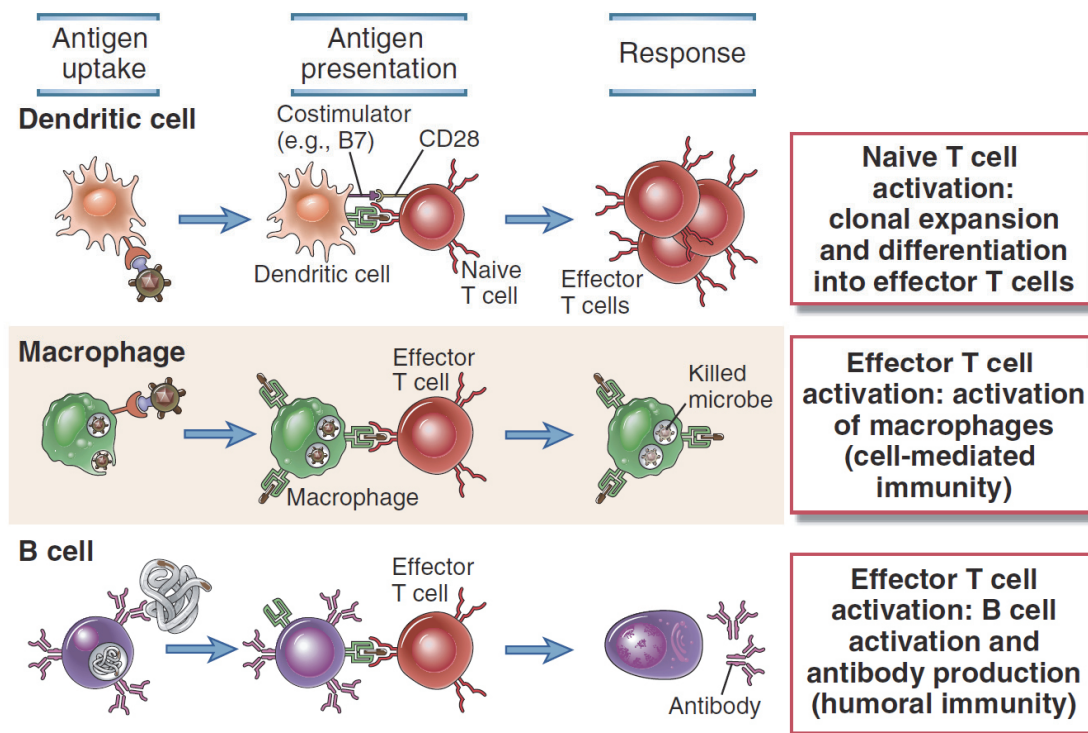 Antigen
uptake
Antigen
presentation
Response
Dendritic cell
Costimulator
(e.g., B7)
CD28
Dendritic cell
Naive
T cell
Effector
T cells
Naive T cell
activation:
clonal expansion
and differentiation
into effector T cells
Macrophage
Effector
T cell
Macrophage
Killed
microbe
Effector T cell
activation: activation
of macrophages
(cell-mediated
immunity)
B cell
Effector
T cell
Antibody
Effector T cell
activation: B cell
activation and
antibody production
(humoral immunity)